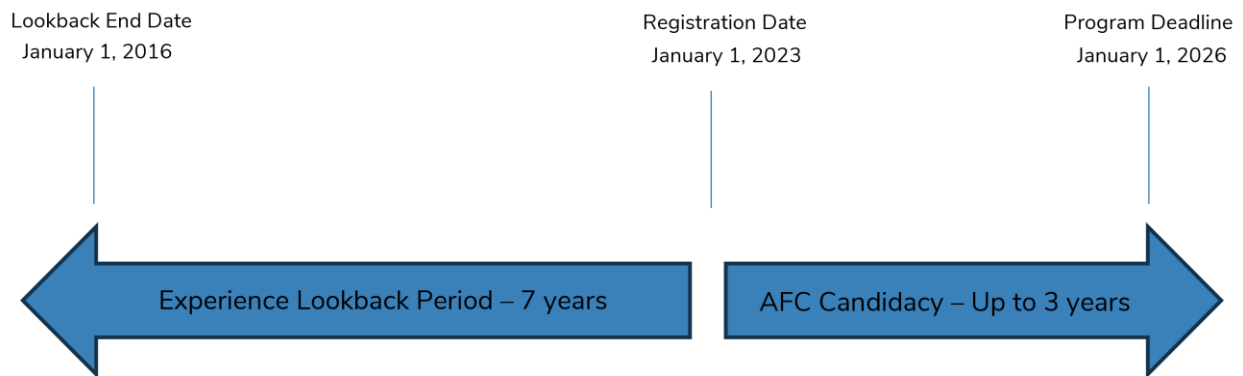 Lookback End Date
January 1, 2016
Registration Date
January 1, 2023
Program Deadline
January 1, 2026
Experience Lookback Period – 7 years
AFC Candidacy – Up to 3 years